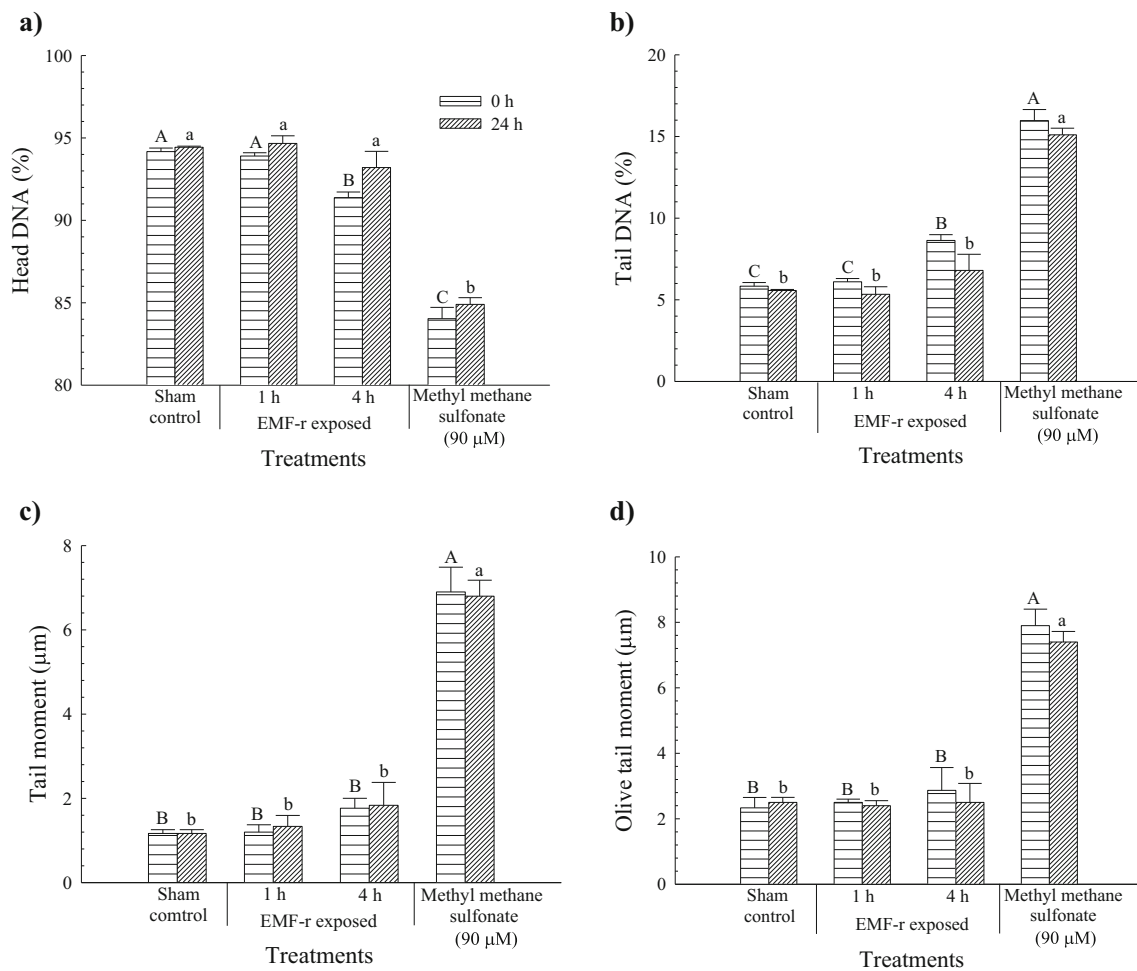 a)
100
95
90
85
80
Head DNA (%)
0 h
24 h
A a A a B a C b
Sham
control
1 h 4 h
EMF-r exposed
Methyl methane
sulfonate
(90 μM)
Treatments
b)
20
15
10
5
0
Tail DNA (%)
C b C b B b A a
Sham
control
1 h 4 h
EMF-r exposed
Methyl methane
sulfonate
(90 μM)
Treatments
c)
8
6
4
2
0
Tail moment (μm)
B b B b B b A a
Sham
comtrol
1 h 4 h
EMF-r exposed
Methyl methane
sulfonate
(90 μM)
Treatments
d)
10
8
6
4
2
0
Olive tail moment (μm)
B b B b B b A a
Sham
control
1 h 4 h
EMF-r exposed
Methyl methane
sulfonate
(90 μM)
Treatments